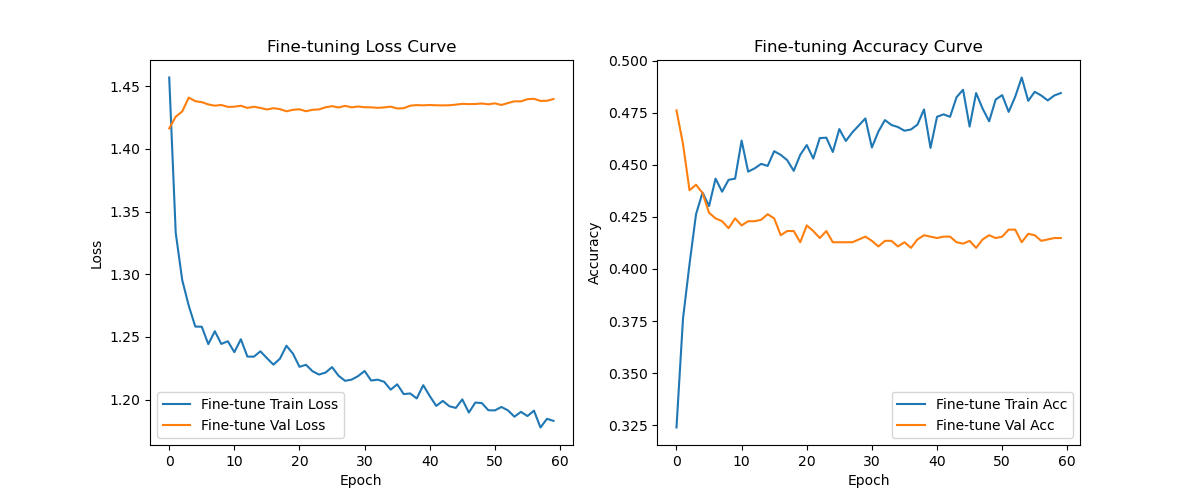 Fine-tuning Loss Curve
Loss
1.45
1.40
1.35
1.30
1.25
1.20
Fine-tune Train Loss
Fine-tune Val Loss
0 10 20 30 40 50 60
Epoch
Fine-tuning Accuracy Curve
Accuracy
0.500
0.475
0.450
0.425
0.400
0.375
0.350
0.325
Fine-tune Train Acc
Fine-tune Val Acc
0 10 20 30 40 50 60
Epoch